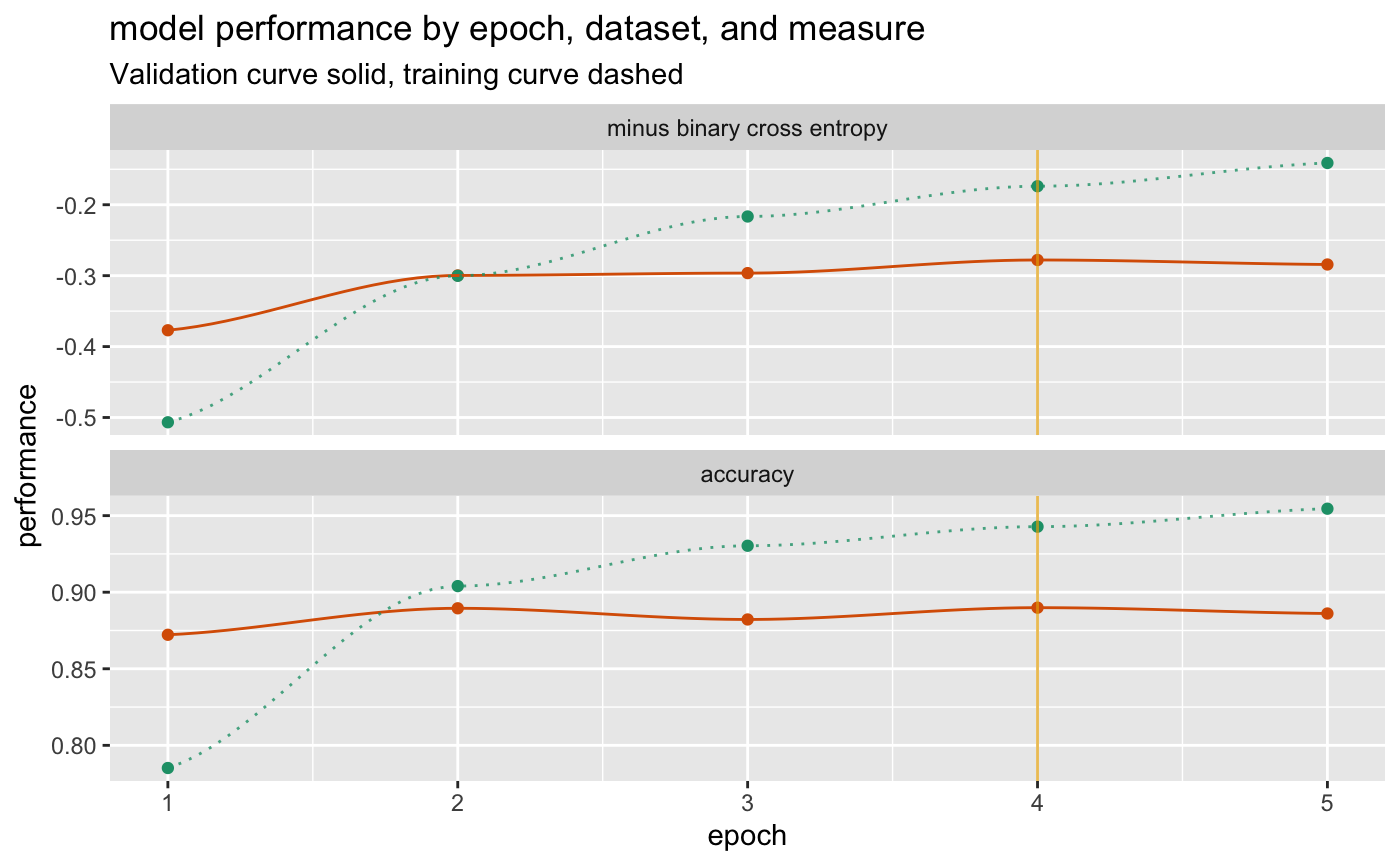 model performance by epoch, dataset, and measure
Validation curve solid, training curve dashed
minus binary cross entropy
-0.2
-0.3
-0.4
-0.5
performance
accuracy
0.95
0.90
0.85
0.80
1 2 3 4 5
epoch